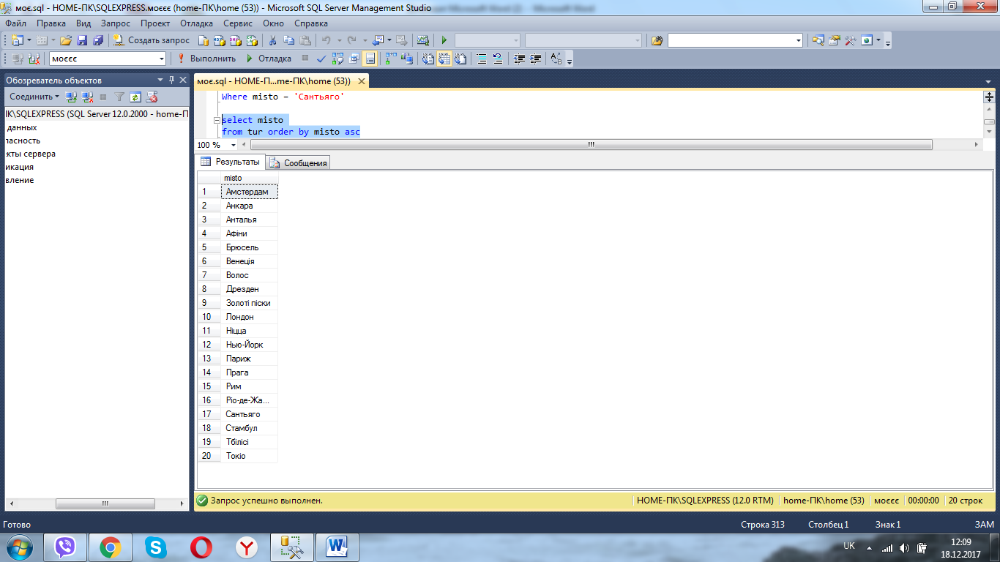 моє.sql - HOME-ПК\SQLEXPRESS.моєєє (home-ПК\home (53)) - Microsoft SQL Server Management Studio
Файл Правка Вид Запрос Проект Отладка Сервис Окно Справка
Создать запрос
моєєє Выполнить Отладка
Обозреватель объектов
Соединить
ІК\SQLEXPRESS (SQL Server 12.0.2000 - home-П
данных
пасность
кты сервера
икация
вление
моє.sql - HOME-П...me-ПК\home (53))
Where misto = 'Сантьяго'
select misto
from tur order by misto asc
100 %
Результаты Сообщения
misto
1 Амстердам
2 Анкара
3 Анталья
4 Афіни
5 Брюсель
6 Венеція
7 Волос
8 Дрезден
9 Золоті піски
10 Лондон
11 Ніцца
12 Нью-Йорк
13 Париж
14 Прага
15 Рим
16 Ріо-де-Жа...
17 Сантьяго
18 Стамбул
19 Тбілісі
20 Токіо
Запрос успешно выполнен. HOME-ПК\SQLEXPRESS (12.0 RTM) home-ПК\home (53) моєєє 00:00:00 20 строк
Готово Строка 313 Столбец 1 Знак 1 ЗАМ
UK 12:09
18.12.2017